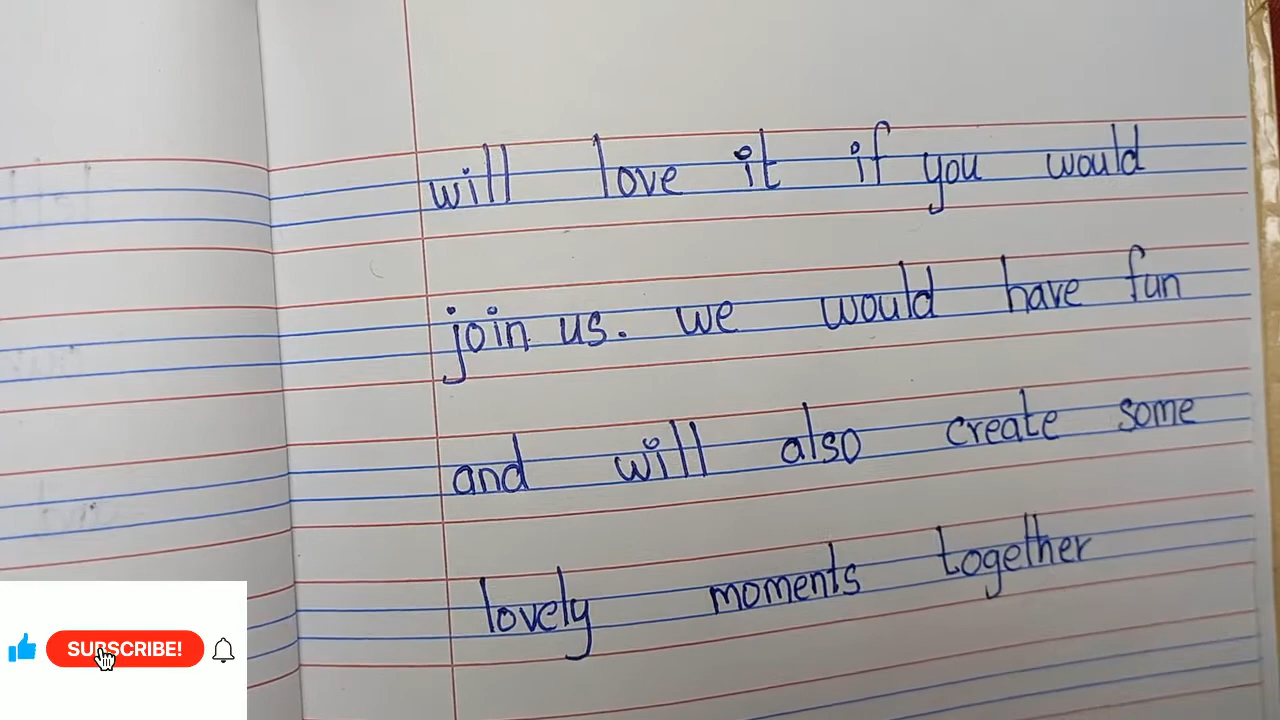 will love it if you would
join us. we would have fun
and will also create some
lovely moments together
SUBSCRIBE!